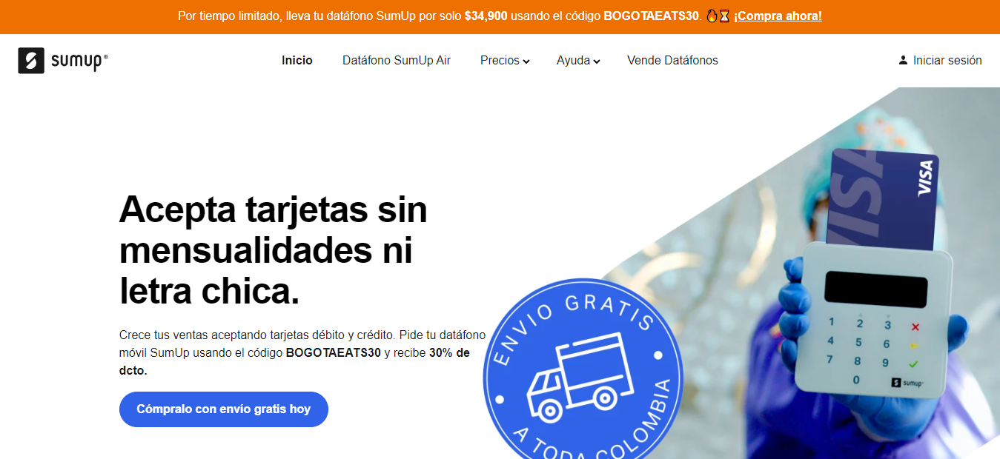 Por tiempo limitado, lleva tu datáfono SumUp por solo $34,900 usando el código BOGOTAEATS30. 🔥⏳ ¡Compra ahora!
sumup®
Inicio
Datáfono SumUp Air
Precios
Ayuda
Vende Datáfonos
Iniciar sesión
Acepta tarjetas sin
mensualidades ni
letra chica.
Crece tus ventas aceptando tarjetas débito y crédito. Pide tu datáfono
móvil SumUp usando el código BOGOTAEATS30 y recibe 30% de
dcto.
Cómpralo con envío gratis hoy
ENVIO GRATIS
A TODA COLOMBIA
VISA
VISA
1 2 3
4 5 6
7 8 9
0
sumup